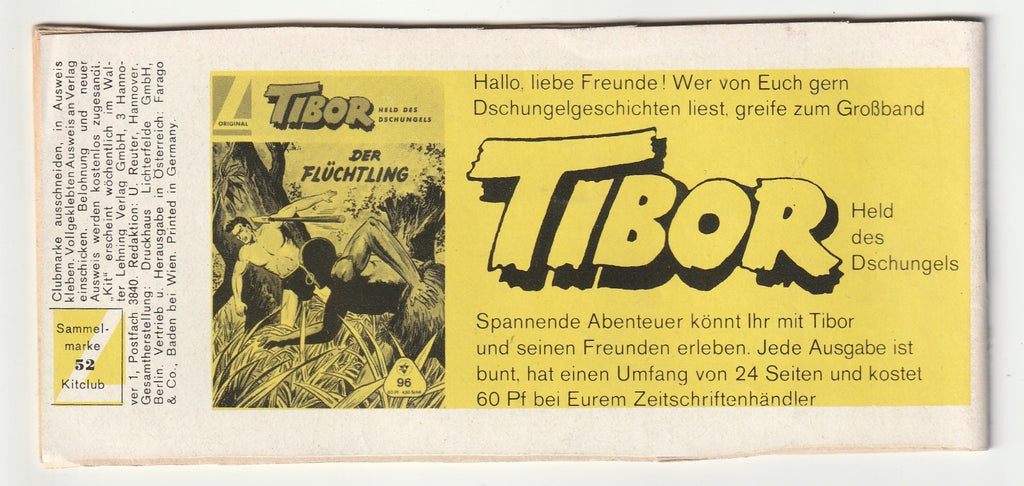 Clubmarke ausschneiden, in Ausweis
kleben. Vollgeklebten Ausweis an Verlag
einschicken. Belohnung und neuer
Ausweis werden kostenlos zugesandt.
„Kit“ erscheint wöchentlich im Wal-
ter Lehning Verlag GmbH, 3 Hanno-
ver 1, Postfach 3840. Redaktion: U. Reuter, Hannover.
Gesamtherstellung: Druckhaus Lichterfelde GmbH,
Berlin. Vertrieb u. Herausgabe in Österreich: Farago
& Co., Baden bei Wien. Printed in Germany.
Sammel-
marke
52
Kitclub
ORIGINAL
TIBOR
HELD DES
DSCHUNGELS
DER
FLÜCHTLING
96
Hallo, liebe Freunde! Wer von Euch gern
Dschungelgeschichten liest, greife zum Großband
TIBOR
Held
des
Dschungels
Spannende Abenteuer könnt Ihr mit Tibor
und seinen Freunden erleben. Jede Ausgabe ist
bunt, hat einen Umfang von 24 Seiten und kostet
60 Pf bei Eurem Zeitschriftenhändler